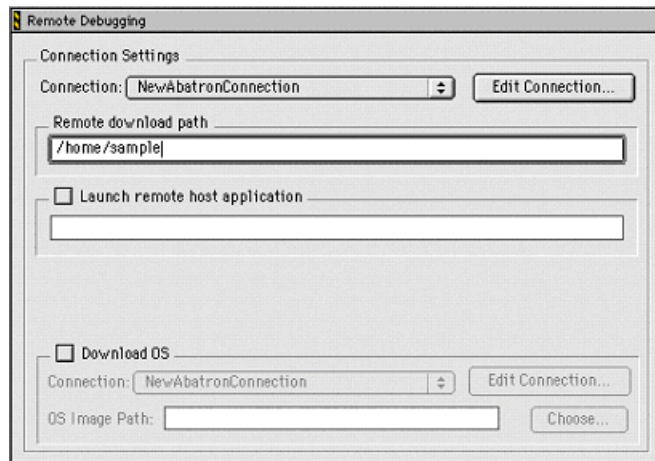 Remote Debugging
Connection Settings
Connection: NewAbatronConnection Edit Connection...
Remote download path
/home/sample
Launch remote host application
Download OS
Connection: NewAbatronConnection Edit Connection...
OS Image Path: Choose...